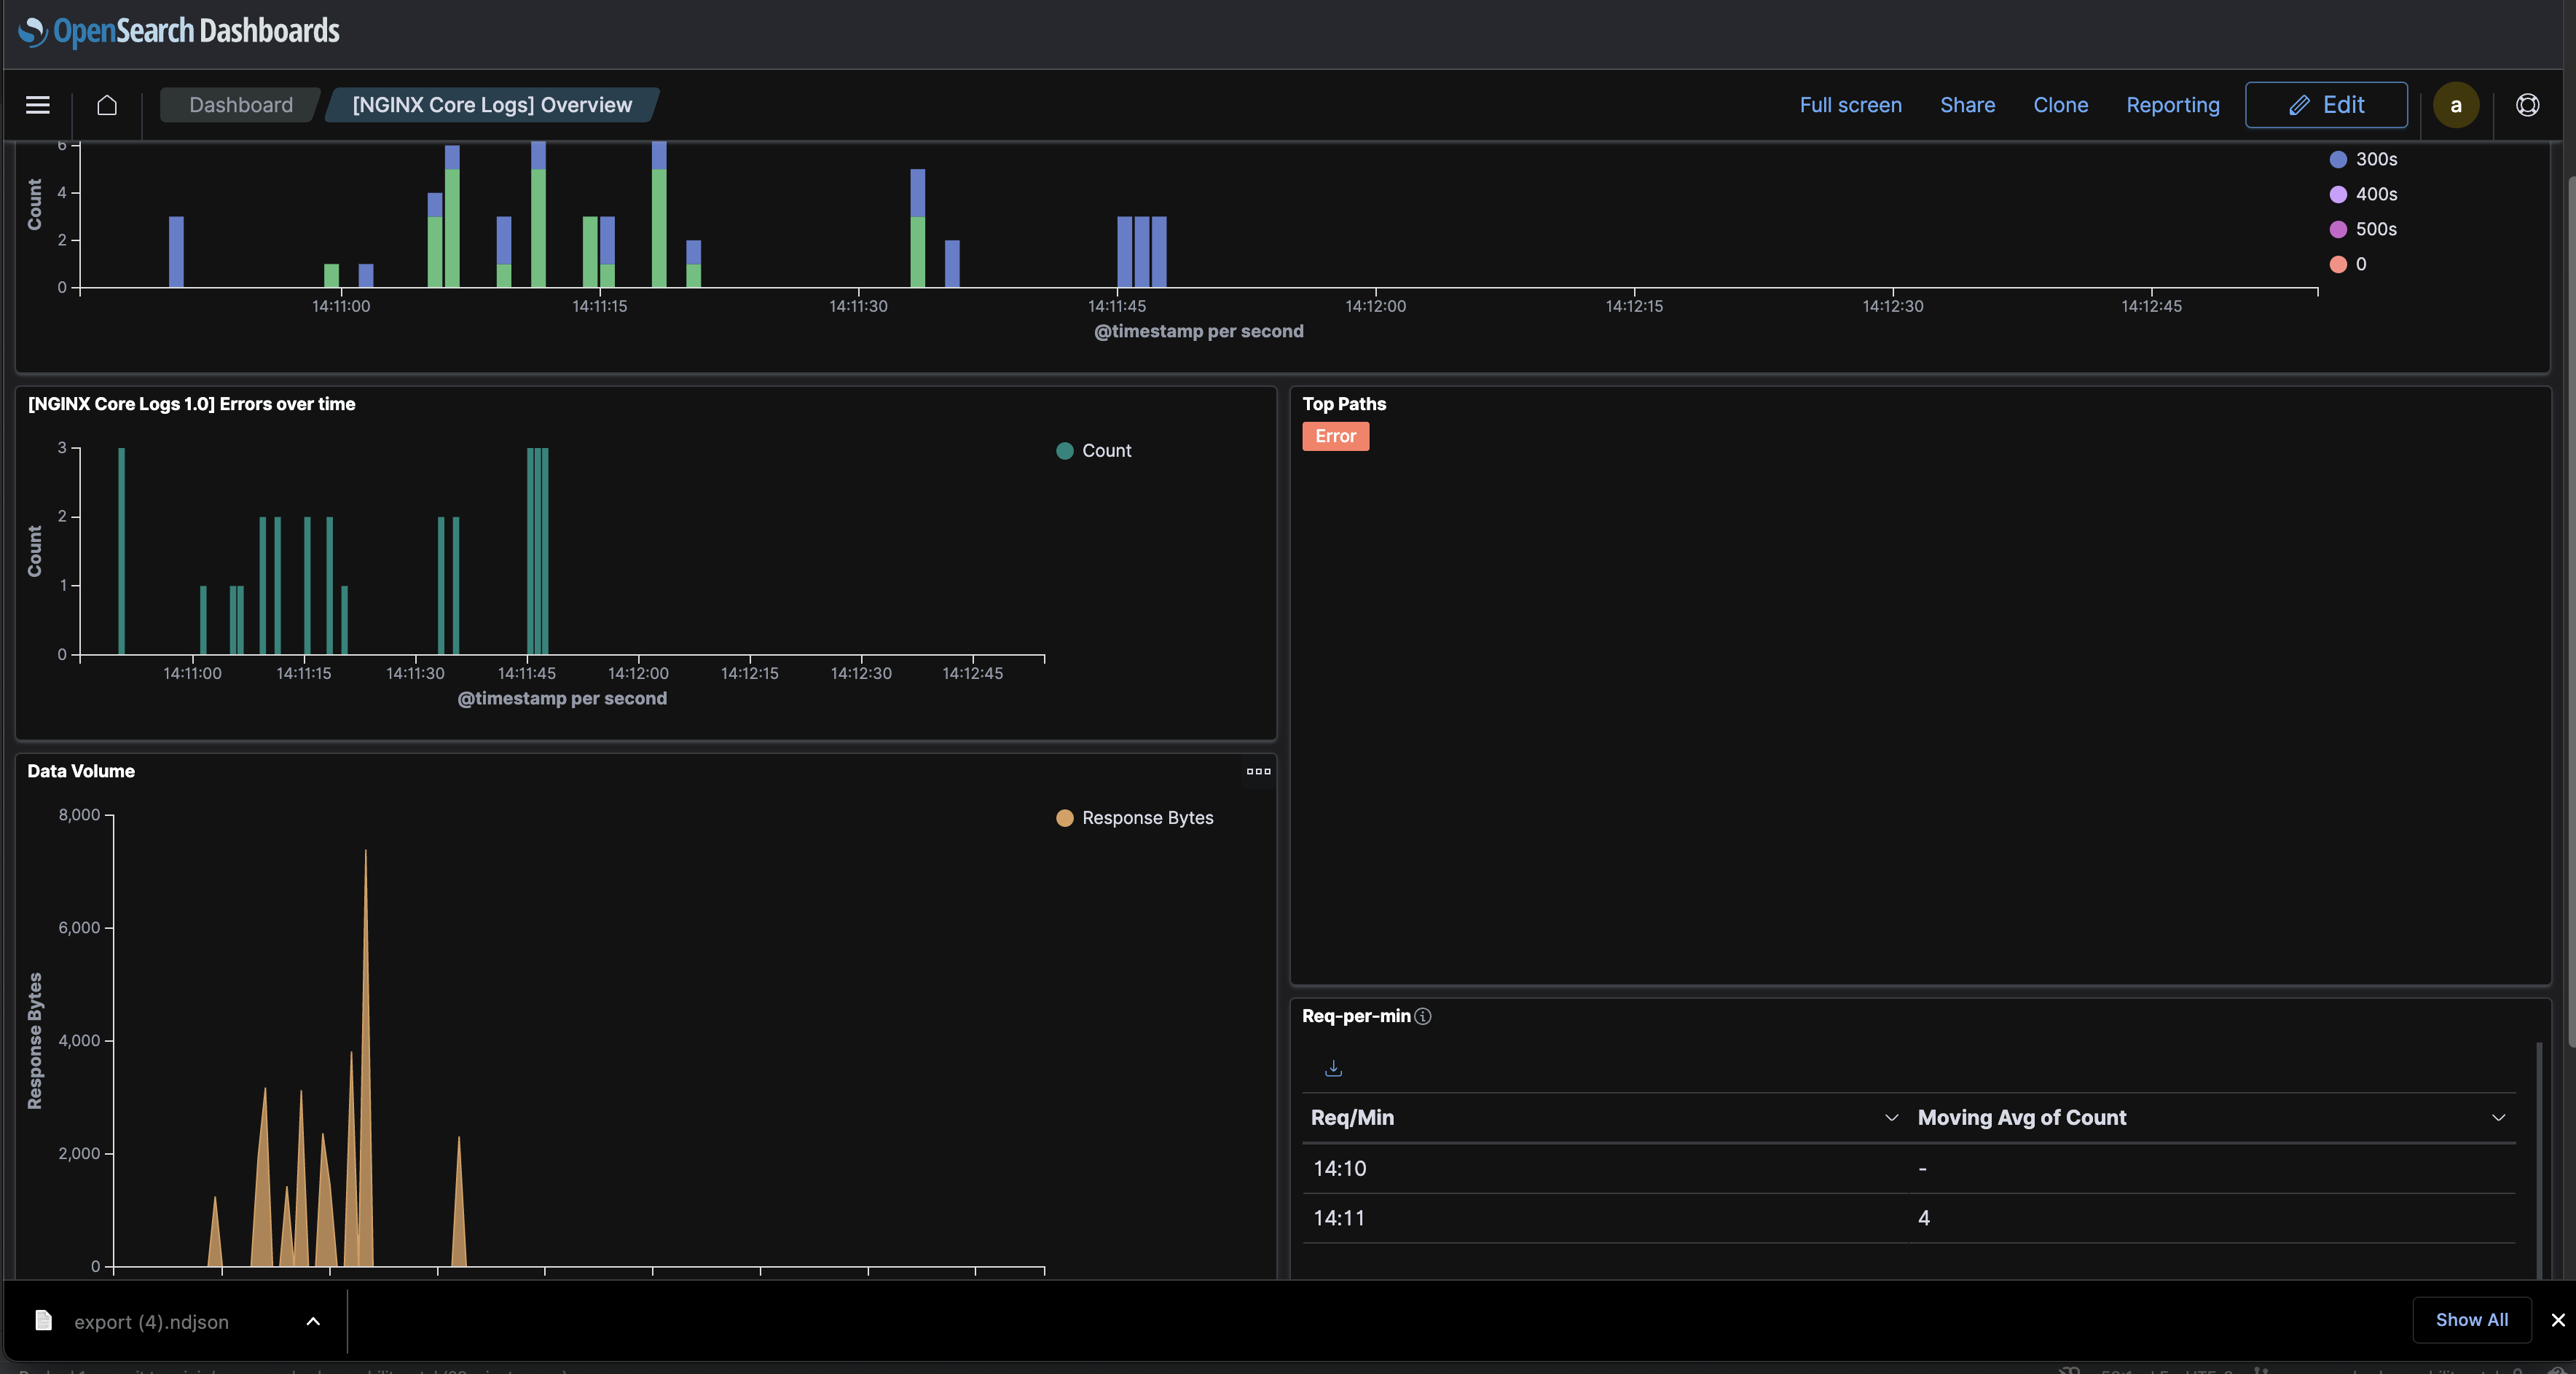 OpenSearch Dashboards
Dashboard
[NGINX Core Logs] Overview
Full screen
Share
Clone
Reporting
Edit
a
6
4
2
0
Count
14:11:00
14:11:15
14:11:30
14:11:45
14:12:00
14:12:15
14:12:30
14:12:45
@timestamp per second
300s
400s
500s
0
[NGINX Core Logs 1.0] Errors over time
3
2
1
0
Count
14:11:00
14:11:15
14:11:30
14:11:45
14:12:00
14:12:15
14:12:30
14:12:45
@timestamp per second
Count
Top Paths
Error
Data Volume
8,000
6,000
4,000
2,000
0
Response Bytes
Response Bytes
Req-per-min
Req/Min
Moving Avg of Count
14:10
-
14:11
4
export (4).ndjson
Show All